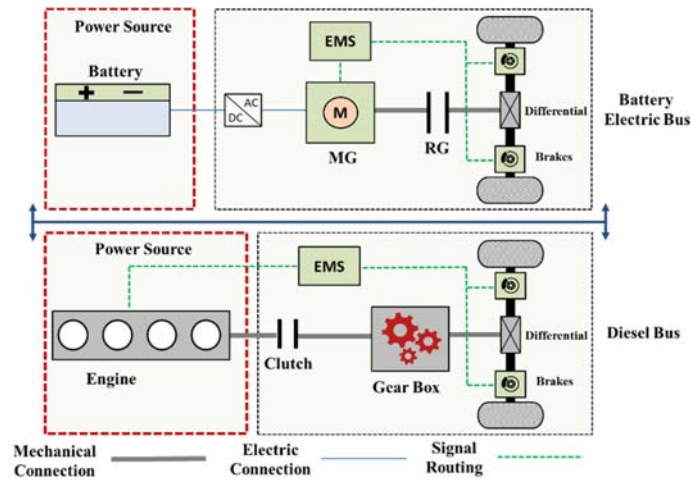 Power Source
Battery
+ −
DC
AC
EMS
M
MG
RG
Differential
Brakes
Battery
Electric Bus
Power Source
Engine
Clutch
EMS
Gear Box
Differential
Brakes
Diesel Bus
Mechanical
Connection
Electric
Connection
Signal
Routing